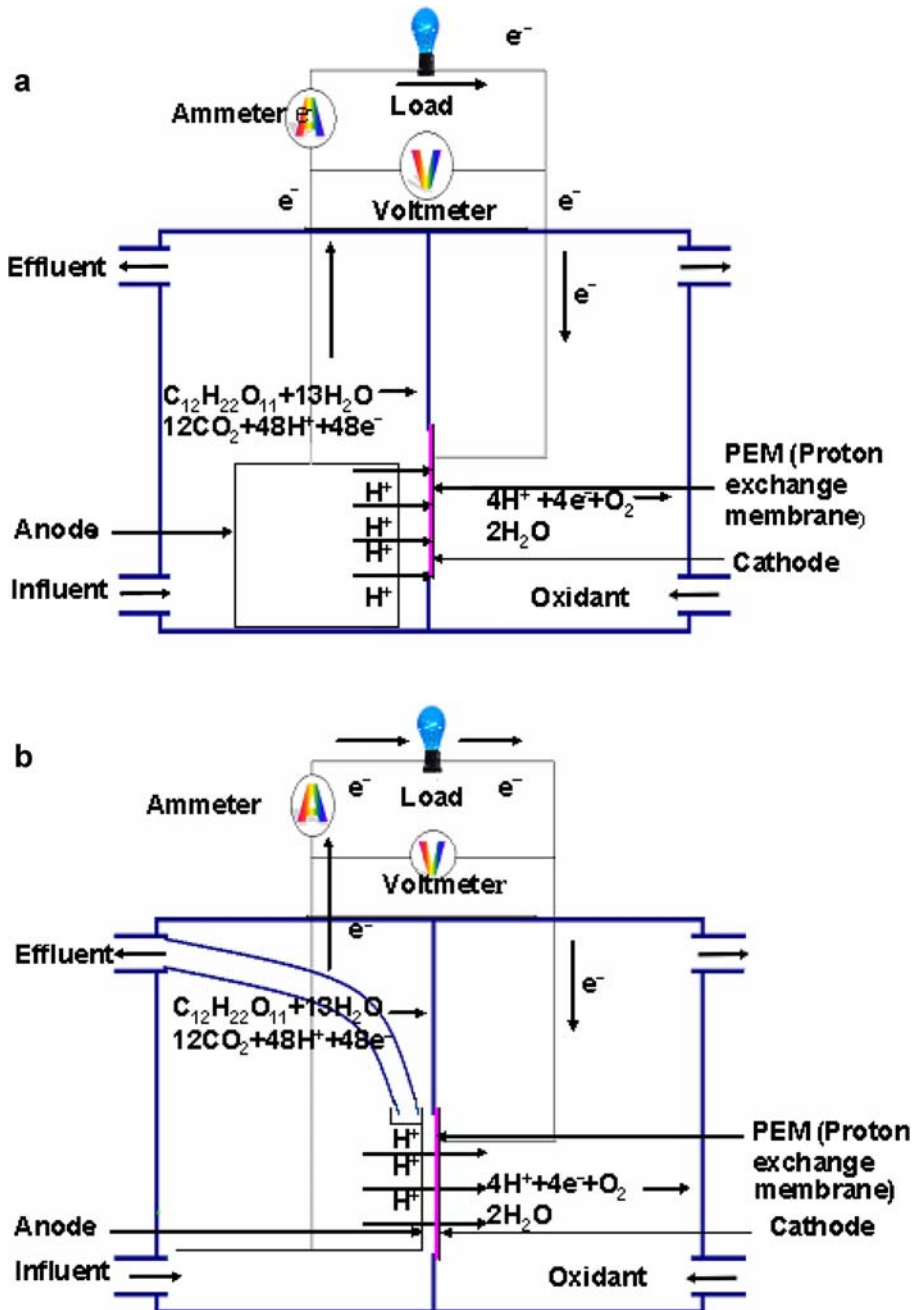 a
e⁻
Ammeter e⁻
A
Load
V
e⁻
Voltmeter
e⁻
Effluent
e⁻
C₁₂H₂₂O₁₁+13H₂O
12CO₂+48H⁺+48e⁻
PEM (Proton
exchange
membrane)
H⁺
4H⁺+4e⁻+O₂
2H₂O
Anode
H⁺
H⁺
Cathode
Influent
H⁺
Oxidant
b
e⁻
Load
e⁻
Ammeter
A
V
Voltmeter
e⁻
Effluent
e⁻
C₁₂H₂₂O₁₁+13H₂O
12CO₂+48H⁺+48e⁻
H⁺
PEM (Proton
exchange
membrane)
H⁺
4H⁺+4e⁻+O₂
H⁺
2H₂O
Anode
Cathode
Influent
Oxidant